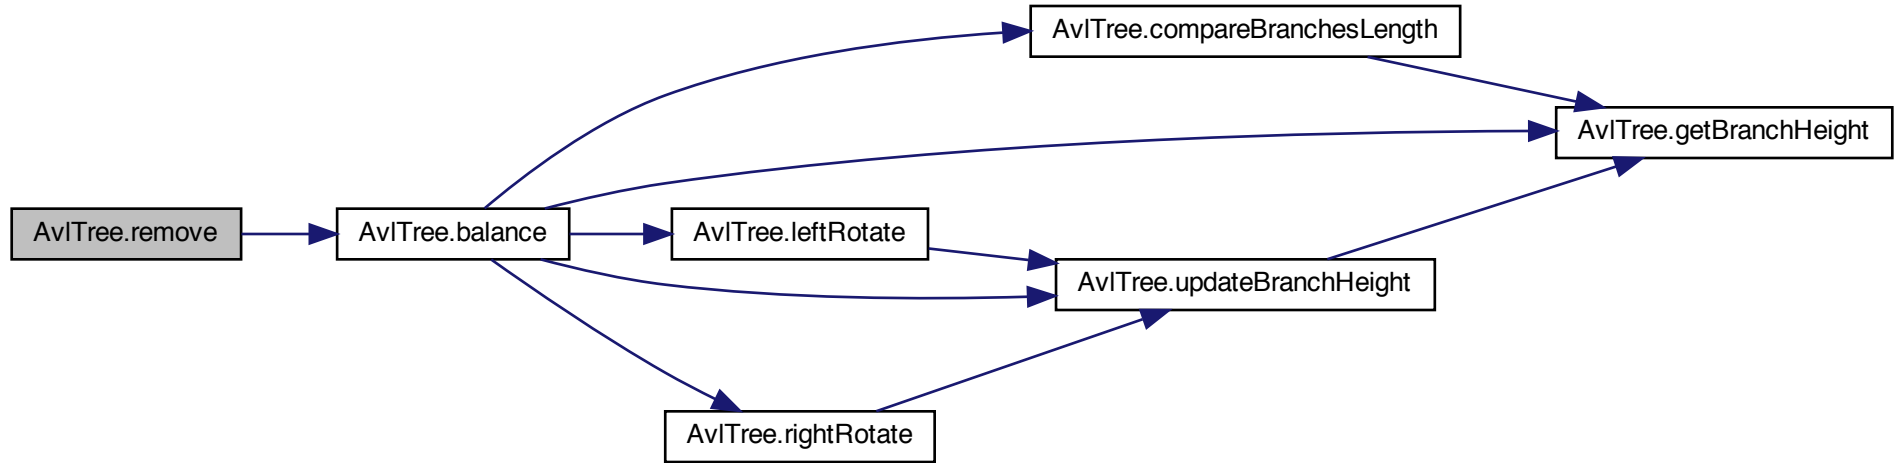 AvlTree.compareBranchesLength
AvlTree.getBranchHeight
AvlTree.remove
AvlTree.balance
AvlTree.leftRotate
AvlTree.updateBranchHeight
AvlTree.rightRotate